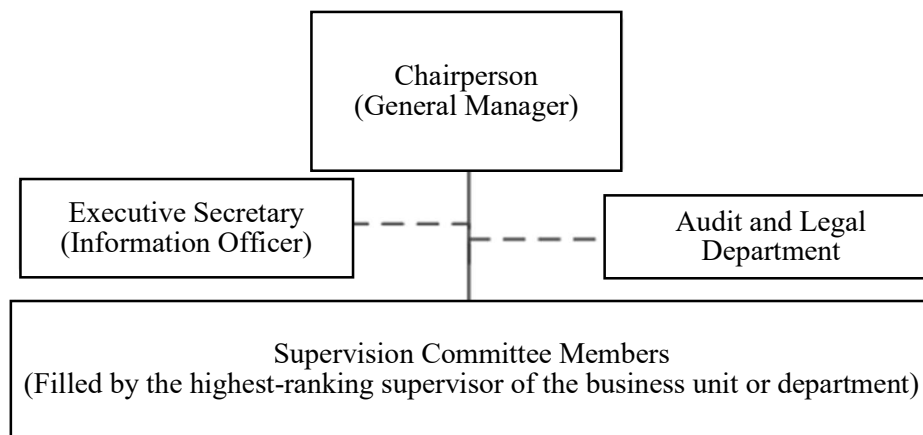 Chairperson
(General Manager)
Executive Secretary
(Information Officer)
Audit and Legal
Department
Supervision Committee Members
(Filled by the highest-ranking supervisor of the business unit or department)